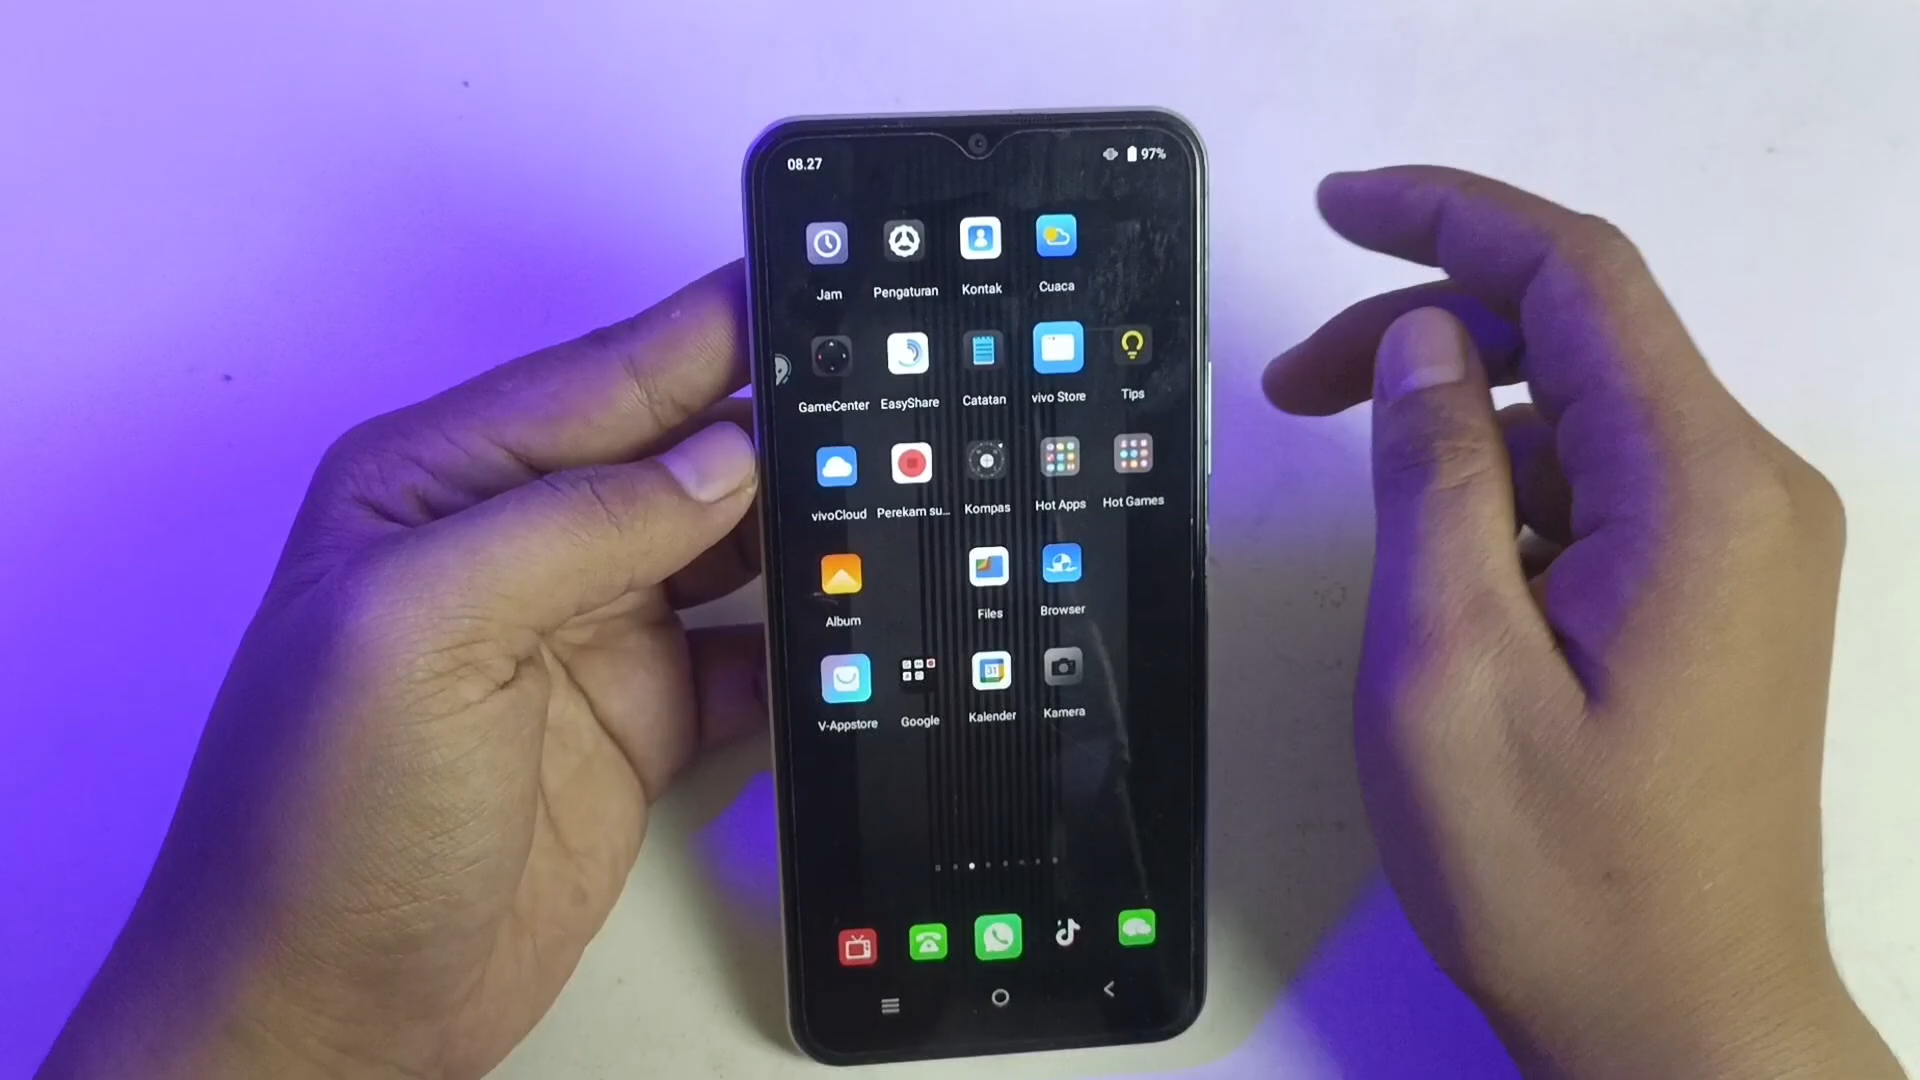 08.27
97%
Jam Pengaturan Kontak Cuaca
GameCenter EasyShare Catatan vivo Store Tips
vivoCloud Perekam su... Kompas Hot Apps Hot Games
Album Files Browser
31
V-Appstore Google Kalender Kamera